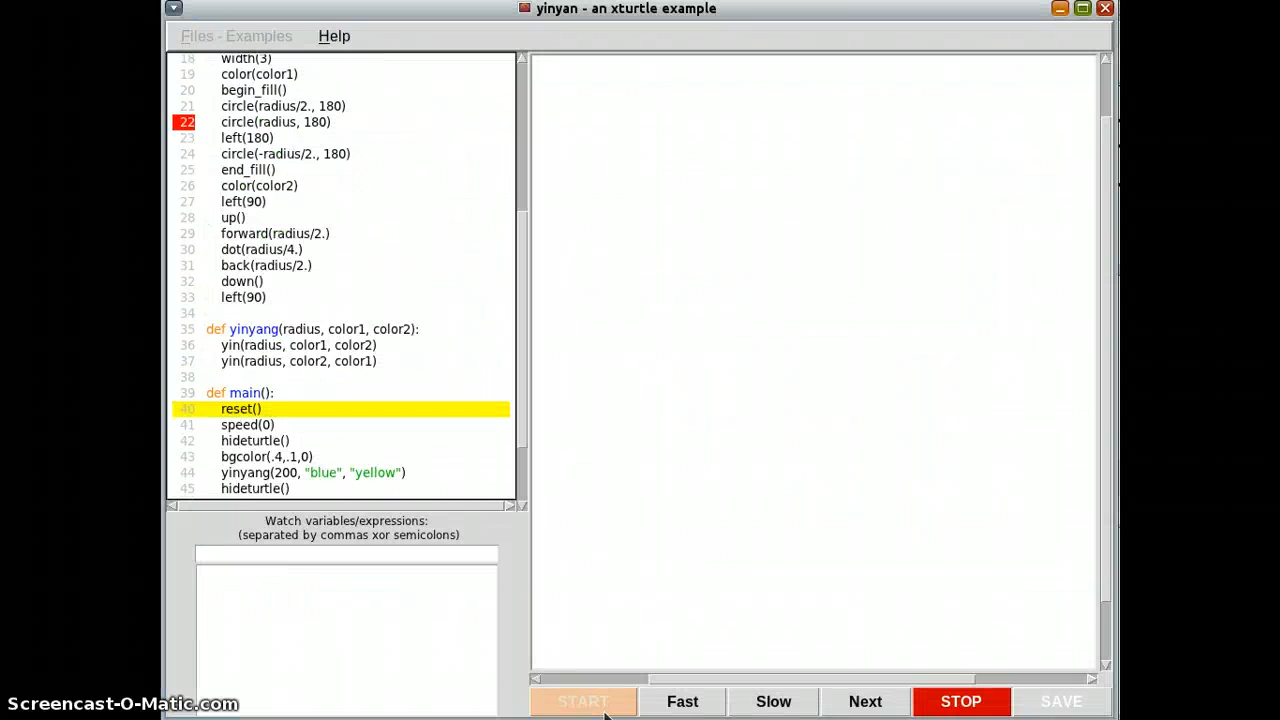 yinyan - an xturtle example
Files - Examples Help
18 width(3)
19 color(color1)
20 begin_fill()
21 circle(radius/2., 180)
22 circle(radius, 180)
23 left(180)
24 circle(-radius/2., 180)
25 end_fill()
26 color(color2)
27 left(90)
28 up()
29 forward(radius/2.)
30 dot(radius/4.)
31 back(radius/2.)
32 down()
33 left(90)
34
35 def yinyang(radius, color1, color2):
36 yin(radius, color1, color2)
37 yin(radius, color2, color1)
38
39 def main():
40 reset()
41 speed(0)
42 hideturtle()
43 bgcolor(.4,.1,0)
44 yinyang(200, "blue", "yellow")
45 hideturtle()
Watch variables/expressions:
(separated by commas xor semicolons)
START Fast Slow Next STOP SAVE
Screencast-O-Matic.com